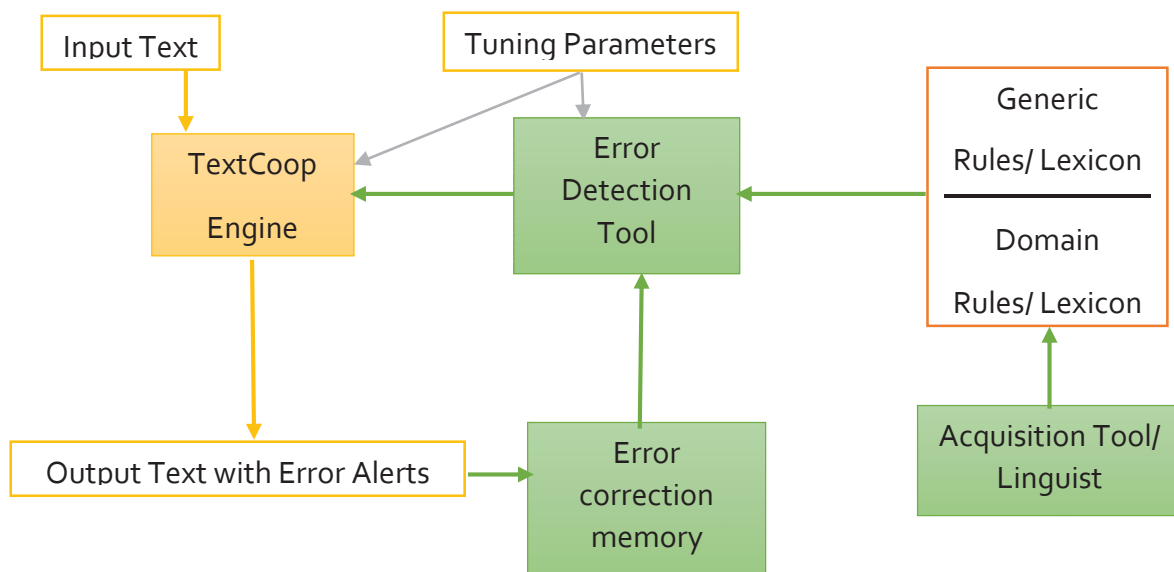 Input Text
Tuning Parameters
TextCoop
Engine
Error
Detection
Tool
Generic
Rules/ Lexicon
Domain
Rules/ Lexicon
Output Text with Error Alerts
Error
correction
memory
Acquisition Tool/
Linguist